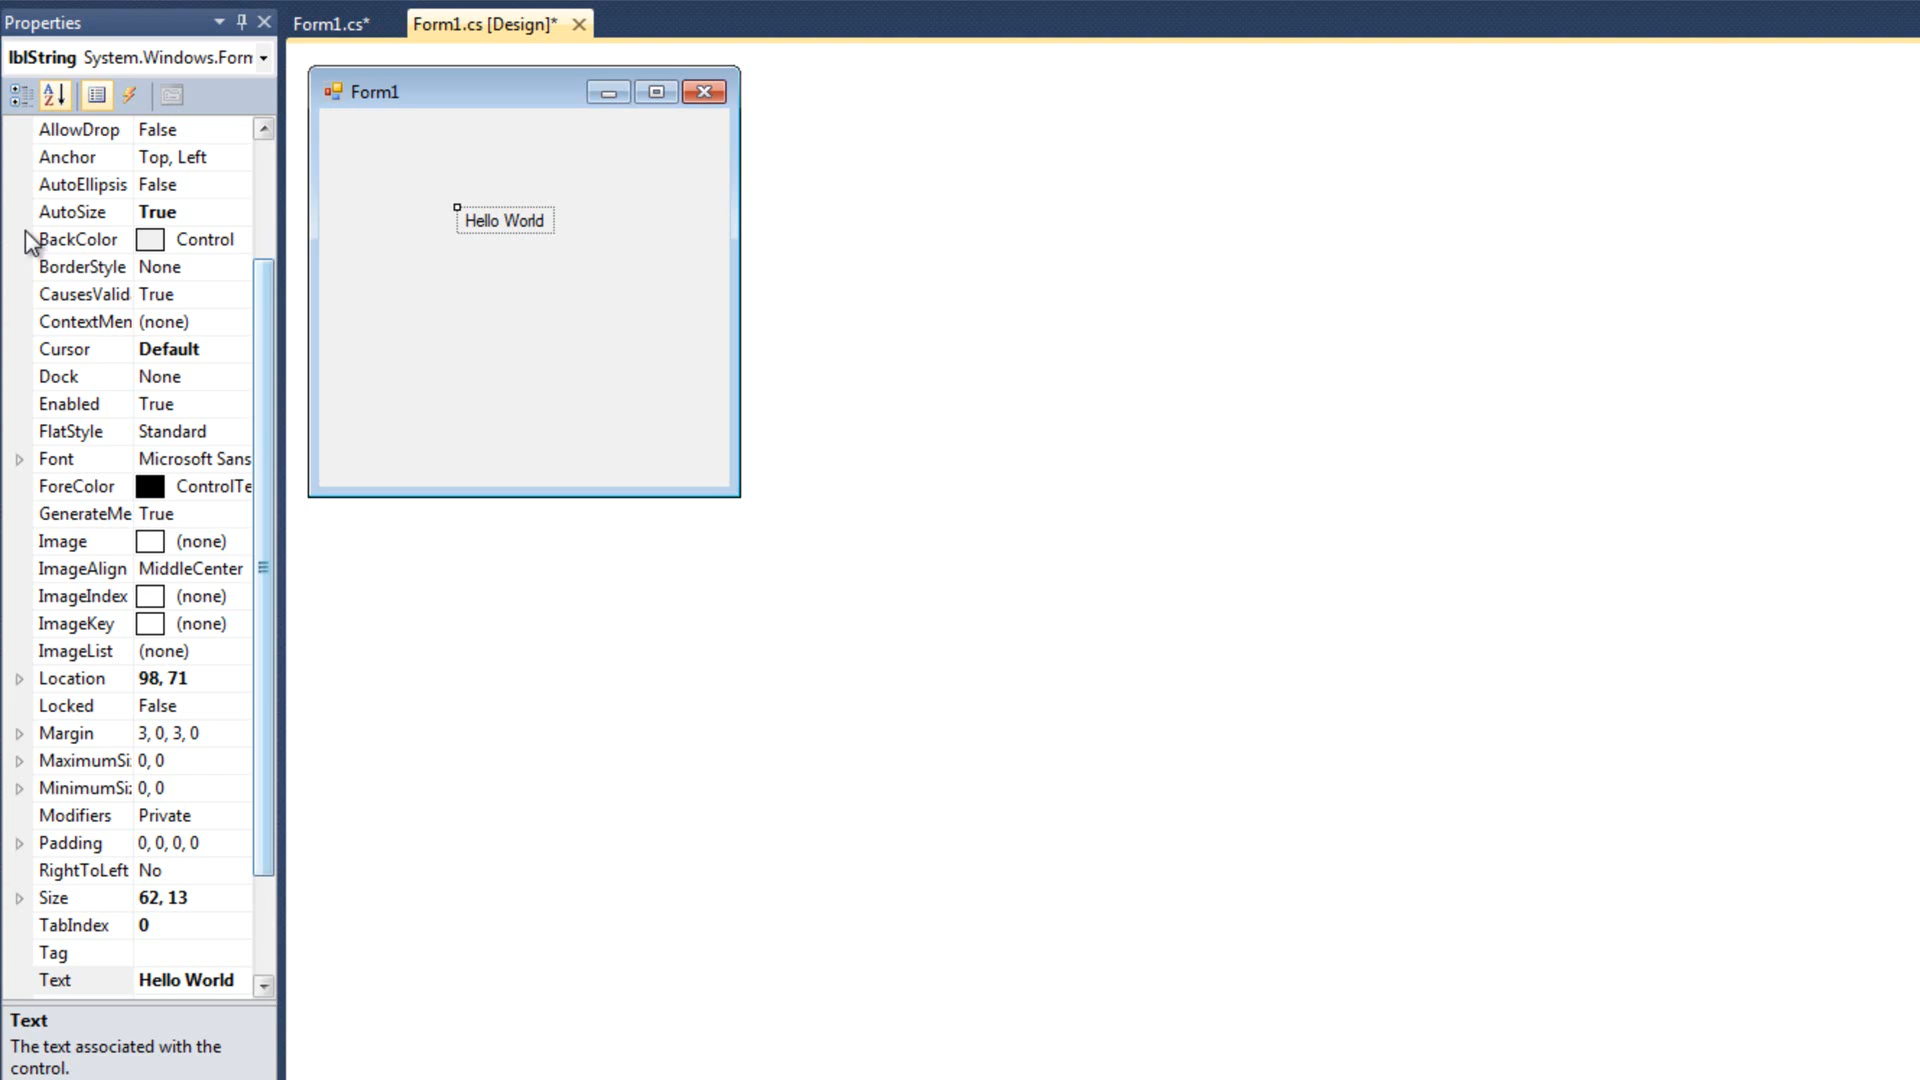 Properties
Form1.cs*
Form1.cs [Design]*
lblString System.Windows.Form
AllowDrop False
Anchor Top, Left
AutoEllipsis False
AutoSize True
BackColor Control
BorderStyle None
CausesValid True
ContextMen (none)
Cursor Default
Dock None
Enabled True
FlatStyle Standard
Font Microsoft Sans
ForeColor ControlTe
GenerateMe True
Image (none)
ImageAlign MiddleCenter
ImageIndex (none)
ImageKey (none)
ImageList (none)
Location 98, 71
Locked False
Margin 3, 0, 3, 0
MaximumSi 0, 0
MinimumSi 0, 0
Modifiers Private
Padding 0, 0, 0, 0
RightToLeft No
Size 62, 13
TabIndex 0
Tag
Text Hello World
Text
The text associated with the
control.
Form1
Hello World